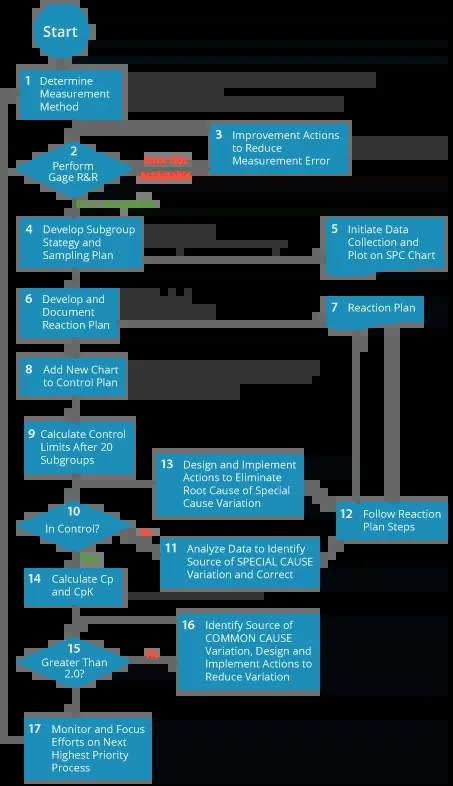 Start
1 Determine
Measurement
Method
3 Improvement Actions
to Reduce
Measurement Error
2
Perform
Gage R&R
4 Develop Subgroup
Stategy and
Sampling Plan
5 Initiate Data
Collection and
Plot on SPC Chart
6 Develop and
Document
Reaction Plan
7 Reaction Plan
8 Add New Chart
to Control Plan
9 Calculate Control
Limits After 20
Subgroups
13 Design and Implement
Actions to Eliminate
Root Cause of Special
Cause Variation
10
In Control?
12 Follow Reaction
Plan Steps
11 Analyze Data to Identify
Source of SPECIAL CAUSE
Variation and Correct
14 Calculate Cp
and CpK
16 Identify Source of
COMMON CAUSE
Variation, Design and
Implement Actions to
Reduce Variation
15
Greater Than
2.0?
17 Monitor and Focus
Efforts on Next
Highest Priority
Process